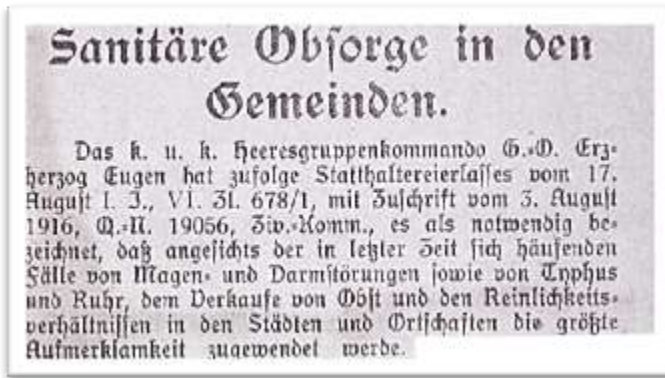 Sanitäre Obsorge in den
Gemeinden.
Das k. u. k. Heeresgruppenkommando G.-O. Erz-
herzog Eugen hat zufolge Statthaltereierlasses vom 17.
August l. J., VI. Zl. 678/1, mit Zuschrift vom 3. August
1916, Q.-N. 19056, Ziv.-Komm., es als notwendig be-
zeichnet, daß angesichts der in letzter Zeit sich häufenden
Fälle von Magen- und Darmstörungen sowie von Typhus
und Ruhr, dem Verkaufe von Obst und den Reinlichkeits-
verhältnissen in den Städten und Ortschaften die größte
Aufmerksamkeit zugewendet werde.